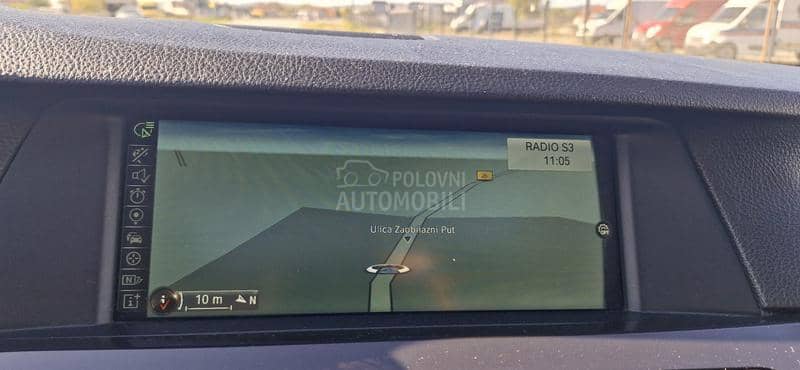 RADIO S3
11:05
POLOVNI
AUTOMOBILI
Ulica Zaobilazni Put
10 m
N
N
i